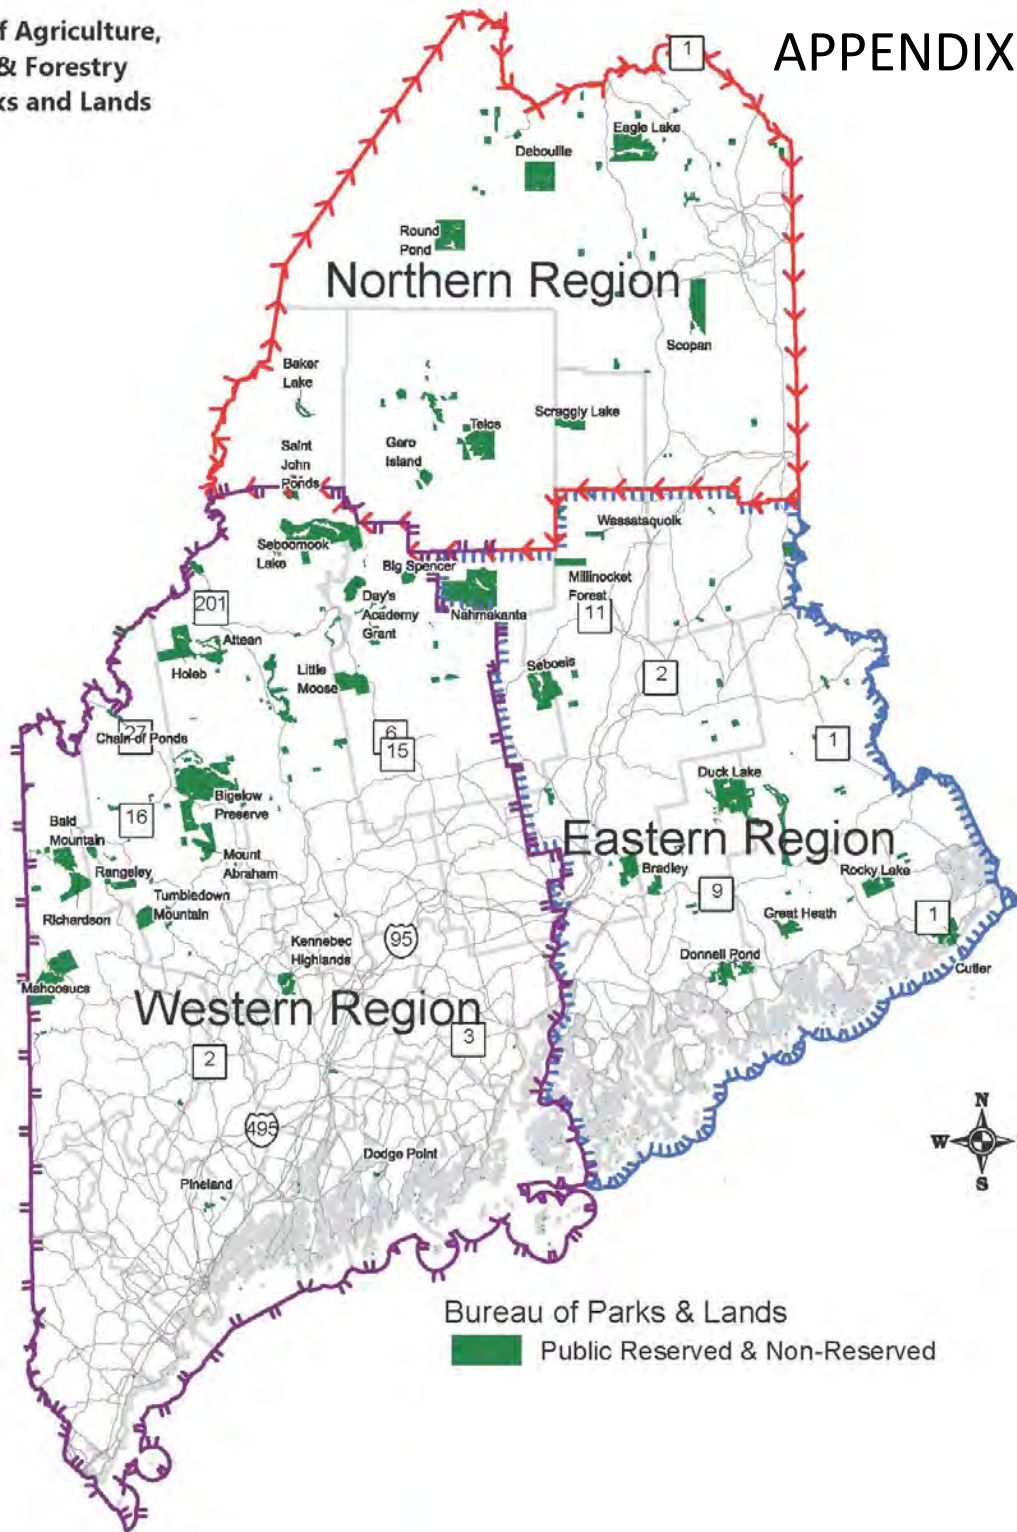 f Agriculture,
& Forestry
ks and Lands
APPENDIX
1
Eagle Lake
Deboullie
Round
Pond
Northern Region
Scopan
Baker
Lake
Scraggly Lake
Telos
Gero
Island
Saint
John
Ponds
Wassataquoik
Seboomook
Lake
Big Spencer
Millinocket
Forest
201
Day's
Academy
Grant
Nahmakanta
11
Attean
Holeb
Little
Moose
Seboeis
2
27
Chain of Ponds
6
15
1
Duck Lake
Bigelow
Preserve
16
Bald
Mountain
Eastern Region
Mount
Abraham
Rangeley
Bradley
Rocky Lake
Tumbledown
Mountain
9
Richardson
Great Heath
1
Kennebec
Highlands
95
Donnell Pond
Cutler
Mahoosucs
Western Region
3
2
495
Dodge Point
Pineland
N
W
S
Bureau of Parks & Lands
Public Reserved & Non-Reserved